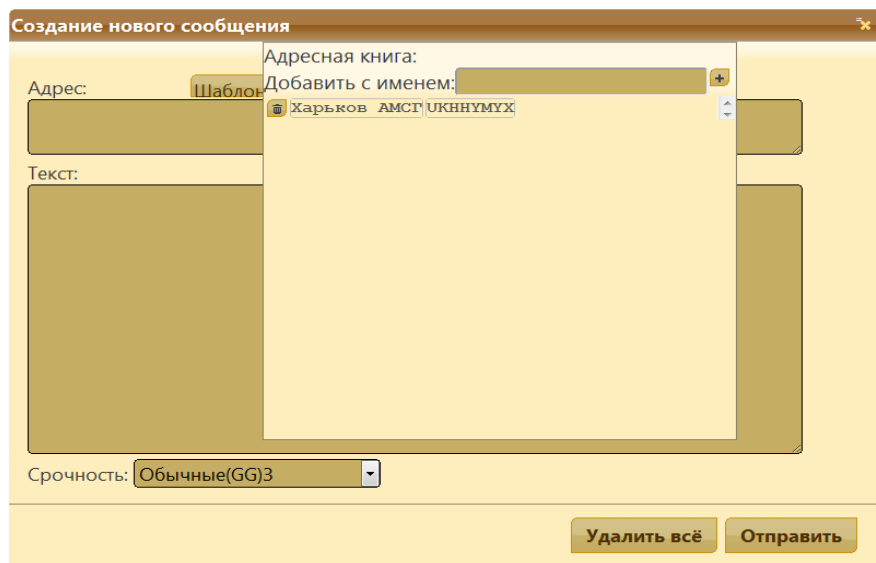 Создание нового сообщения
Адресная книга:
Адрес:
Шаблон
Добавить с именем:
Харьков АМСГ UKHHYMYX
Текст:
Срочность: Обычные(GG)3
Удалить всё Отправить